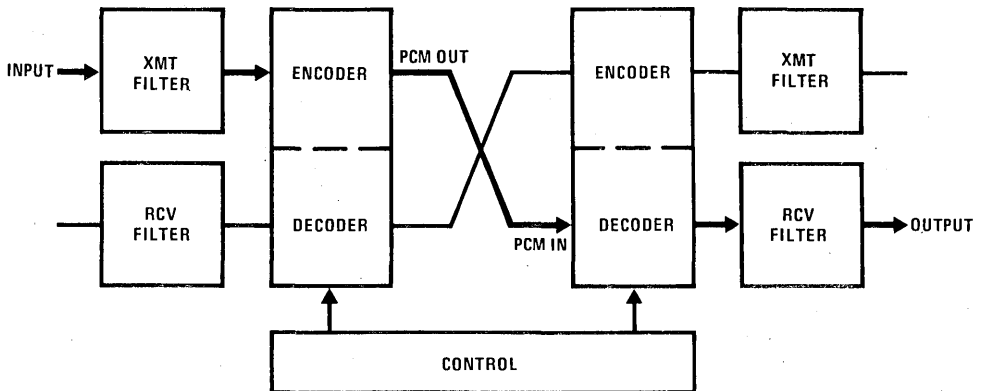 INPUT
XMT
FILTER
ENCODER
PCM OUT
ENCODER
XMT
FILTER
RCV
FILTER
DECODER
PCM IN
DECODER
RCV
FILTER
OUTPUT
CONTROL